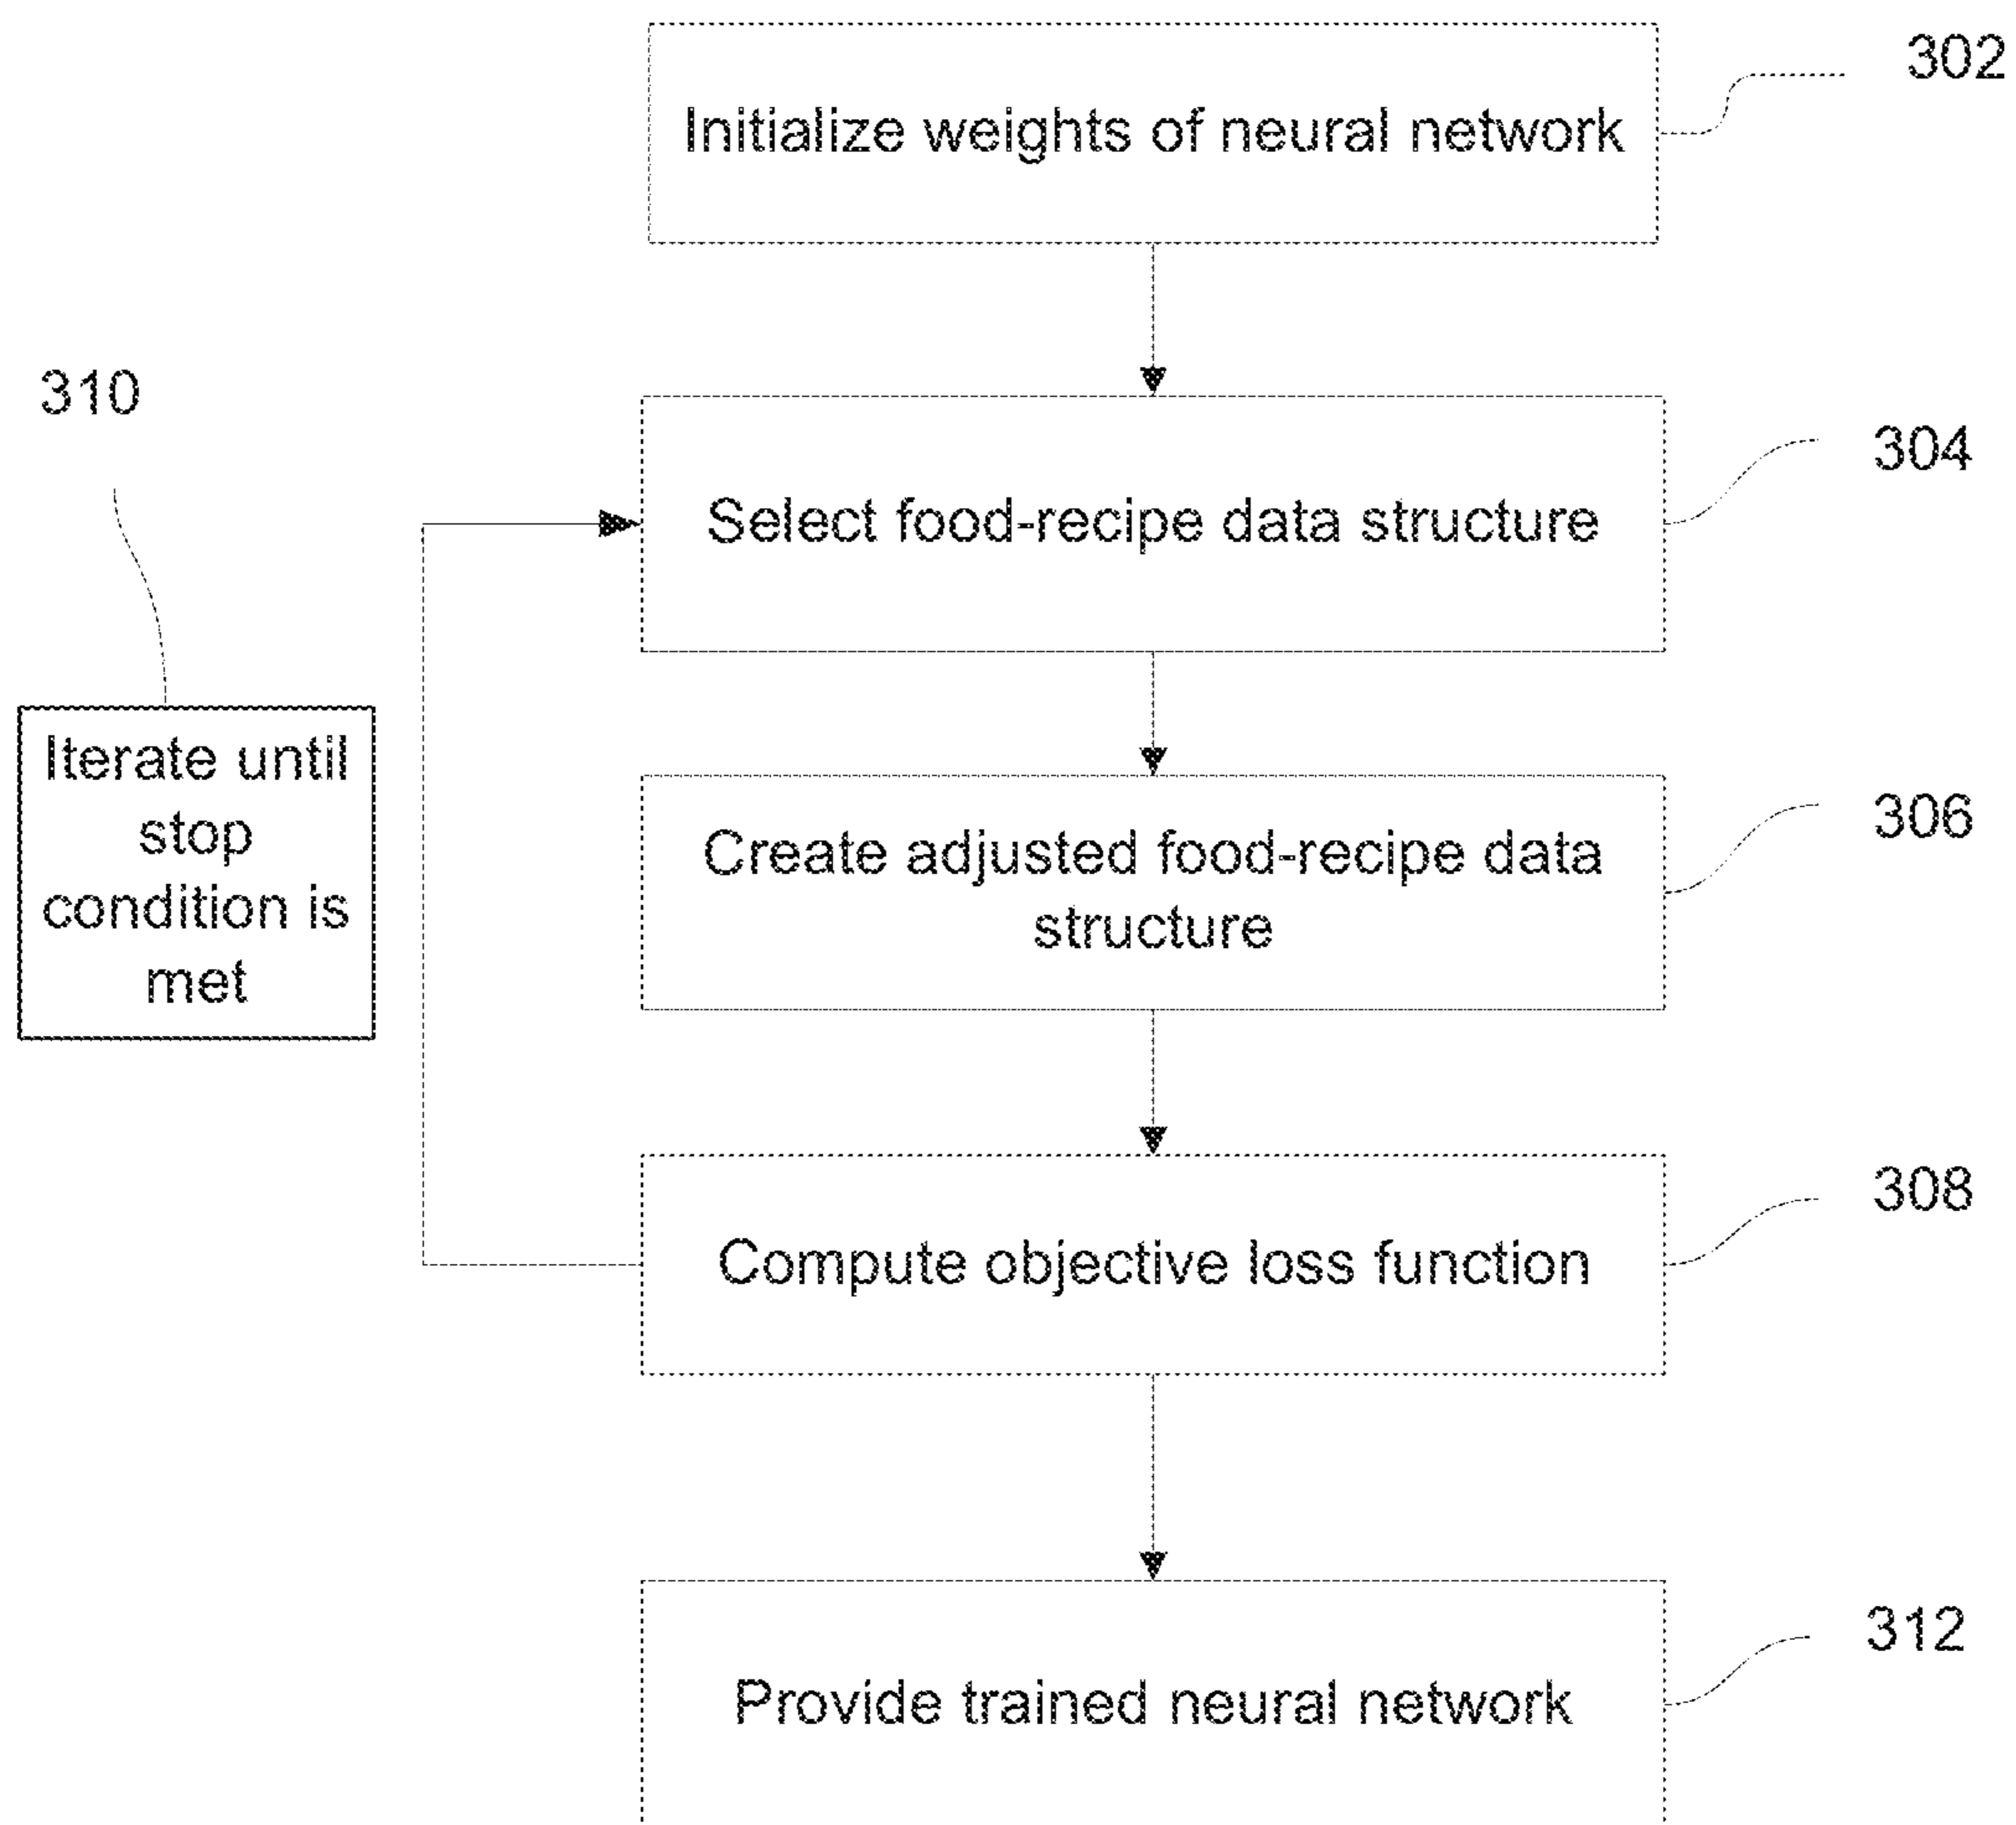 302
Initialize weights of neural network
310
304
Select food-recipe data structure
Iterate until
stop
condition is
met
306
Create adjusted food-recipe data
structure
308
Compute objective loss function
312
Provide trained neural network